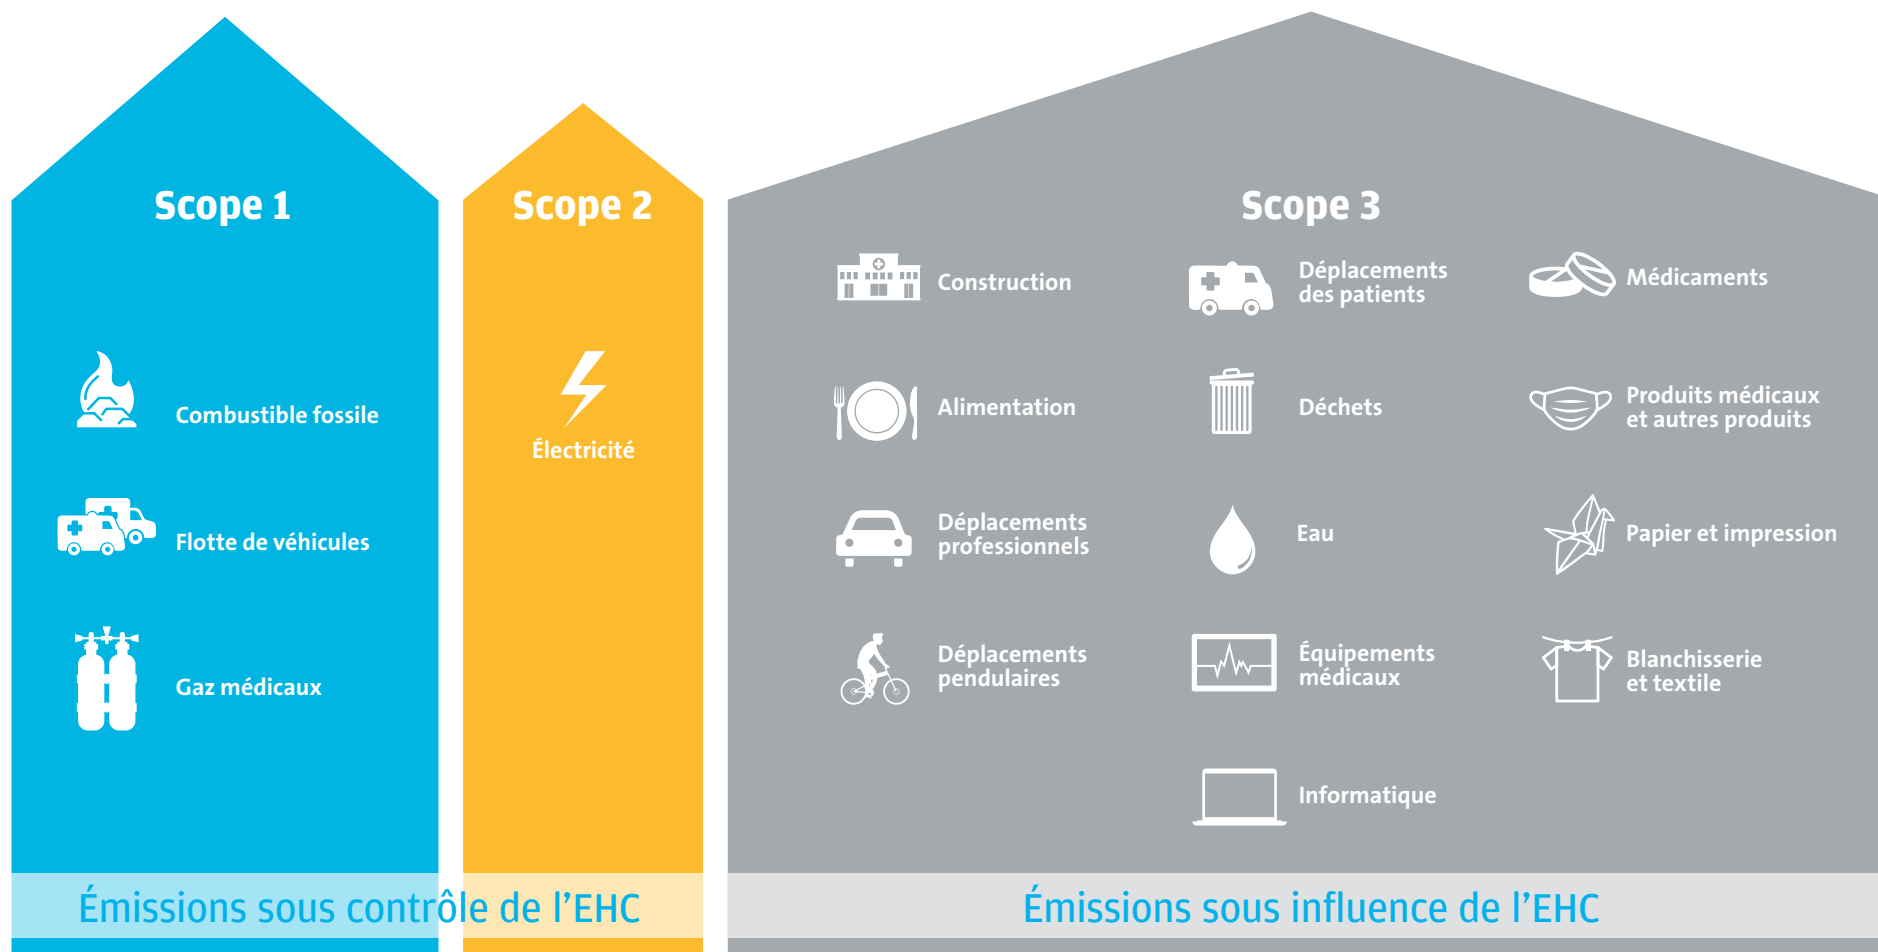 Scope 1
Combustible fossile
Flotte de véhicules
Gaz médicaux
Scope 2
Électricité
Émissions sous contrôle de l’EHC
Scope 3
Construction
Alimentation
Déplacements
professionnels
Déplacements
pendulaires
Déplacements
des patients
Déchets
Eau
Équipements
médicaux
Informatique
Médicaments
Produits médicaux
et autres produits
Papier et impression
Blanchisserie
et textile
Émissions sous influence de l’EHC